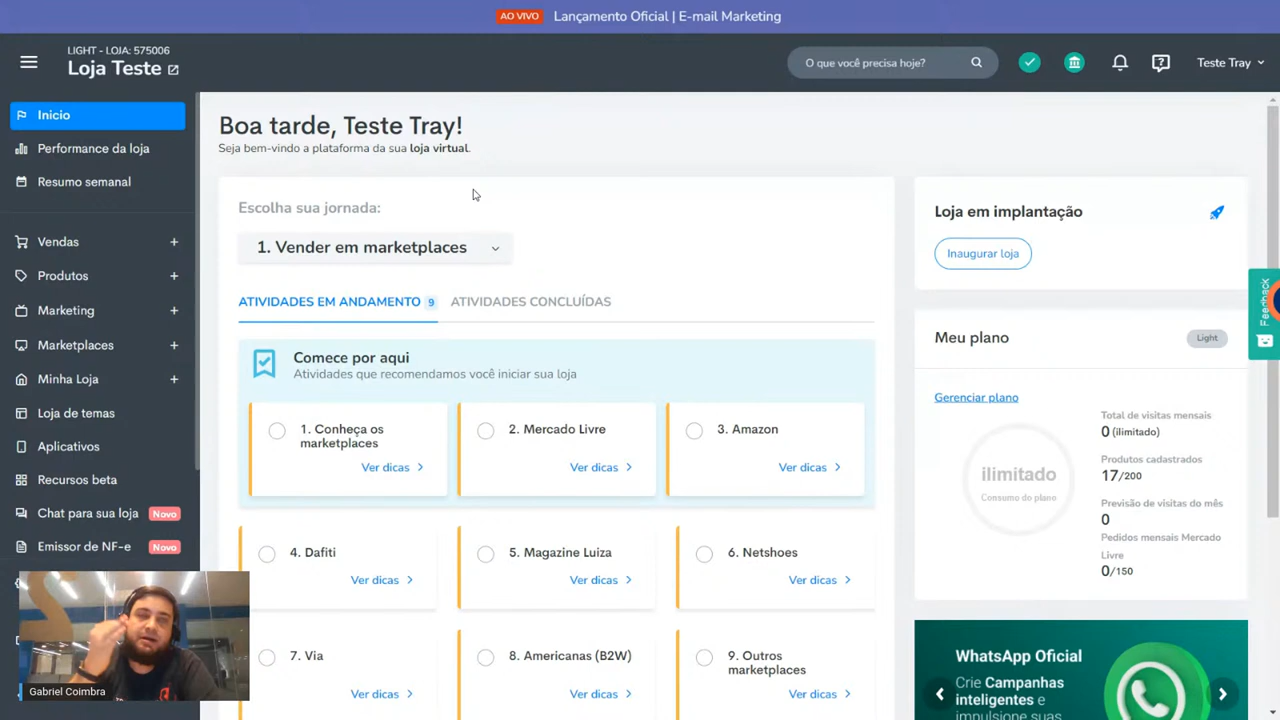 AO VIVO Lançamento Oficial | E-mail Marketing
LIGHT - LOJA: 575006
Loja Teste
O que você precisa hoje?
Teste Tray
Inicio
Performance da loja
Resumo semanal
Vendas
Produtos
Marketing
Marketplaces
Minha Loja
Loja de temas
Aplicativos
Recursos beta
Chat para sua loja Novo
Emissor de NF-e Novo
Gabriel Coimbra
Boa tarde, Teste Tray!
Seja bem-vindo a plataforma da sua loja virtual.
Escolha sua jornada:
1. Vender em marketplaces
ATIVIDADES EM ANDAMENTO 9 ATIVIDADES CONCLUÍDAS
Comece por aqui
Atividades que recomendamos você iniciar sua loja
1. Conheça os
marketplaces
Ver dicas
2. Mercado Livre
Ver dicas
3. Amazon
Ver dicas
4. Dafiti
Ver dicas
5. Magazine Luiza
Ver dicas
6. Netshoes
Ver dicas
7. Via
Ver dicas
8. Americanas (B2W)
Ver dicas
9. Outros
marketplaces
Ver dicas
Loja em implantação
Inaugurar loja
Feedback
Meu plano Light
Gerenciar plano
ilimitado
Consumo do plano
Total de visitas mensais
0 (ilimitado)
Produtos cadastrados
17/200
Previsão de visitas do mês
0
Pedidos mensais Mercado
Livre
0/150
WhatsApp Oficial
Crie Campanhas
inteligentes e
impulsione suas